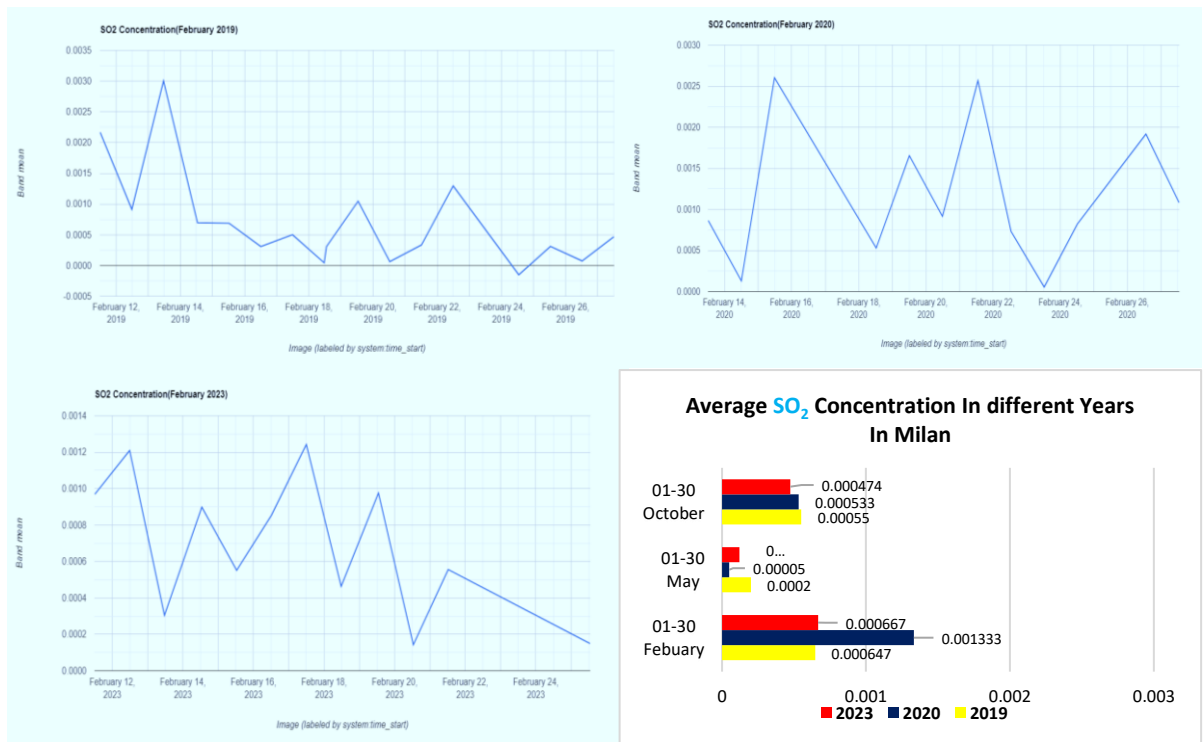 SO2 Concentration(February 2019)
0.0035
0.0030
0.0025
0.0020
0.0015
0.0010
0.0005
0.0000
-0.0005
Band mean
February 12,
2019
February 14,
2019
February 16,
2019
February 18,
2019
February 20,
2019
February 22,
2019
February 24,
2019
February 26,
2019
Image (labeled by system:time_start)
SO2 Concentration(February 2020)
0.0030
0.0025
0.0020
0.0015
0.0010
0.0005
0.0000
Band mean
February 14,
2020
February 16,
2020
February 18,
2020
February 20,
2020
February 22,
2020
February 24,
2020
February 26,
2020
Image (labeled by system:time_start)
SO2 Concentration(February 2023)
0.0014
0.0012
0.0010
0.0008
0.0006
0.0004
0.0002
0.0000
Band mean
February 12,
2023
February 14,
2023
February 16,
2023
February 18,
2023
February 20,
2023
February 22,
2023
February 24,
2023
Image (labeled by system:time_start)
Average SO₂ Concentration In different Years
In Milan
01-30
October
0.000474
0.000533
0.00055
01-30
May
0...
0.00005
0.0002
01-30
Febuary
0.000667
0.001333
0.000647
0
0.001
0.002
0.003
2023
2020
2019